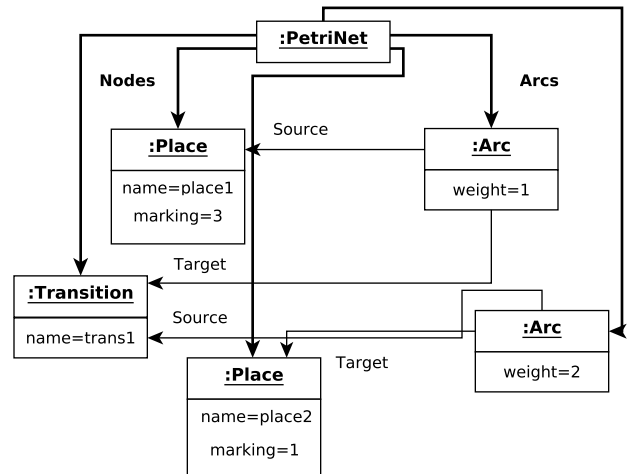 :PetriNet
Nodes
Arcs
Source
:Place
name=place1
marking=3
:Arc
weight=1
Target
:Transition
name=trans1
Source
:Arc
weight=2
Target
:Place
name=place2
marking=1